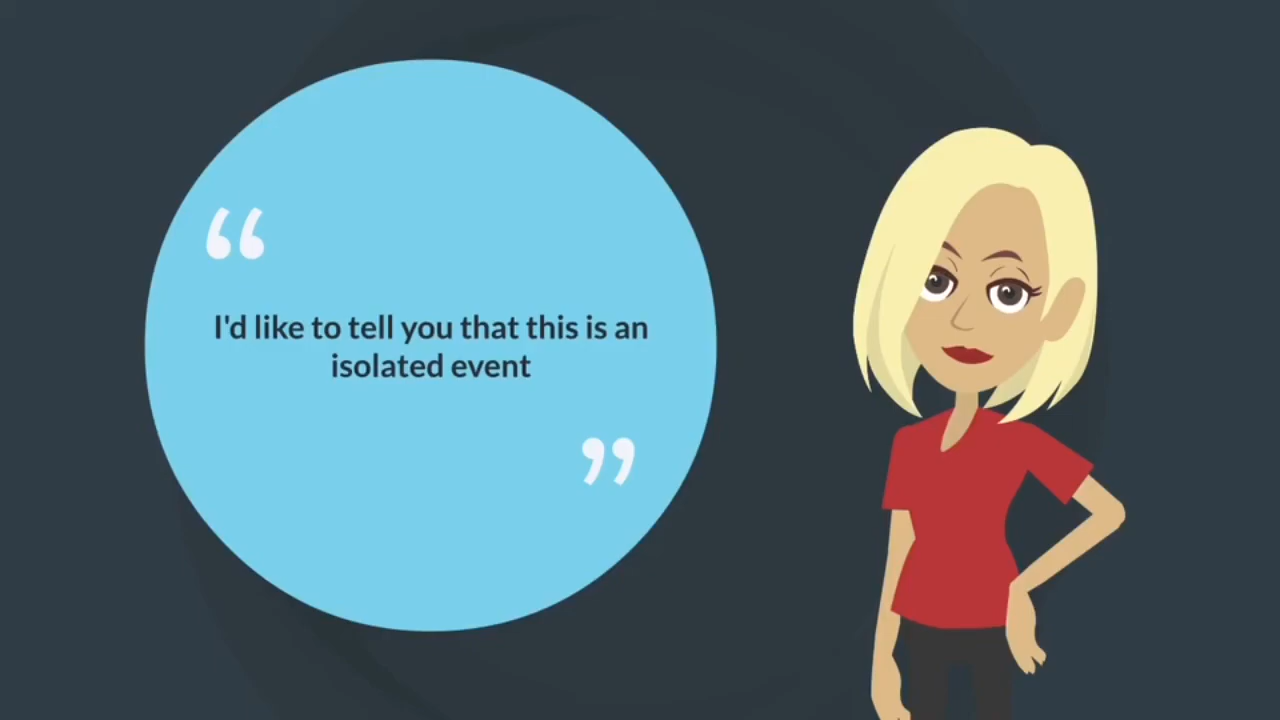 “
I'd like to tell you that this is an
isolated event
”